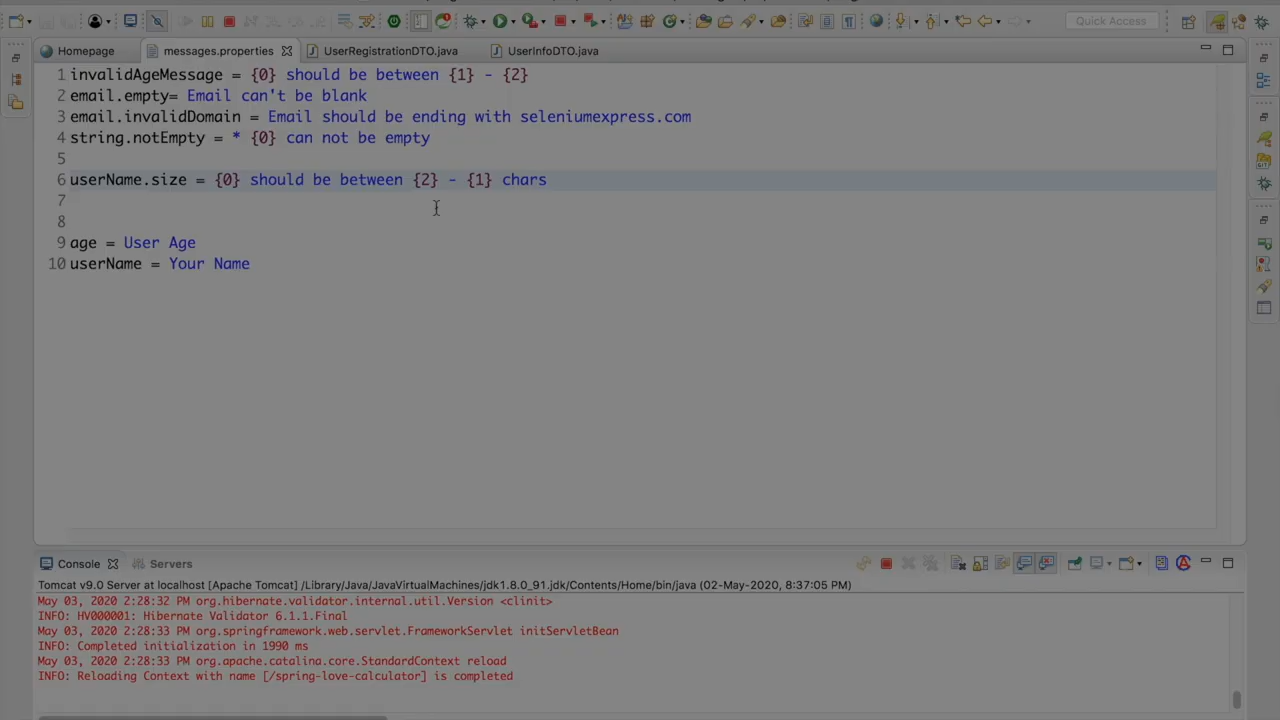 Quick Access
Homepage messages.properties UserRegistrationDTO.java UserInfoDTO.java
1 invalidAgeMessage = {0} should be between {1} - {2}
2 email.empty= Email can't be blank
3 email.invalidDomain = Email should be ending with seleniumexpress.com
4 string.notEmpty = * {0} can not be empty
5
6 userName.size = {0} should be between {2} - {1} chars
7
8
9 age = User Age
10 userName = Your Name
Console Servers
Tomcat v9.0 Server at localhost [Apache Tomcat] /Library/Java/JavaVirtualMachines/jdk1.8.0_91.jdk/Contents/Home/bin/java (02-May-2020, 8:37:05 PM)
May 03, 2020 2:28:32 PM org.hibernate.validator.internal.util.Version <clinit>
INFO: HV000001: Hibernate Validator 6.1.1.Final
May 03, 2020 2:28:33 PM org.springframework.web.servlet.FrameworkServlet initServletBean
INFO: Completed initialization in 1990 ms
May 03, 2020 2:28:33 PM org.apache.catalina.core.StandardContext reload
INFO: Reloading Context with name [/spring-love-calculator] is completed